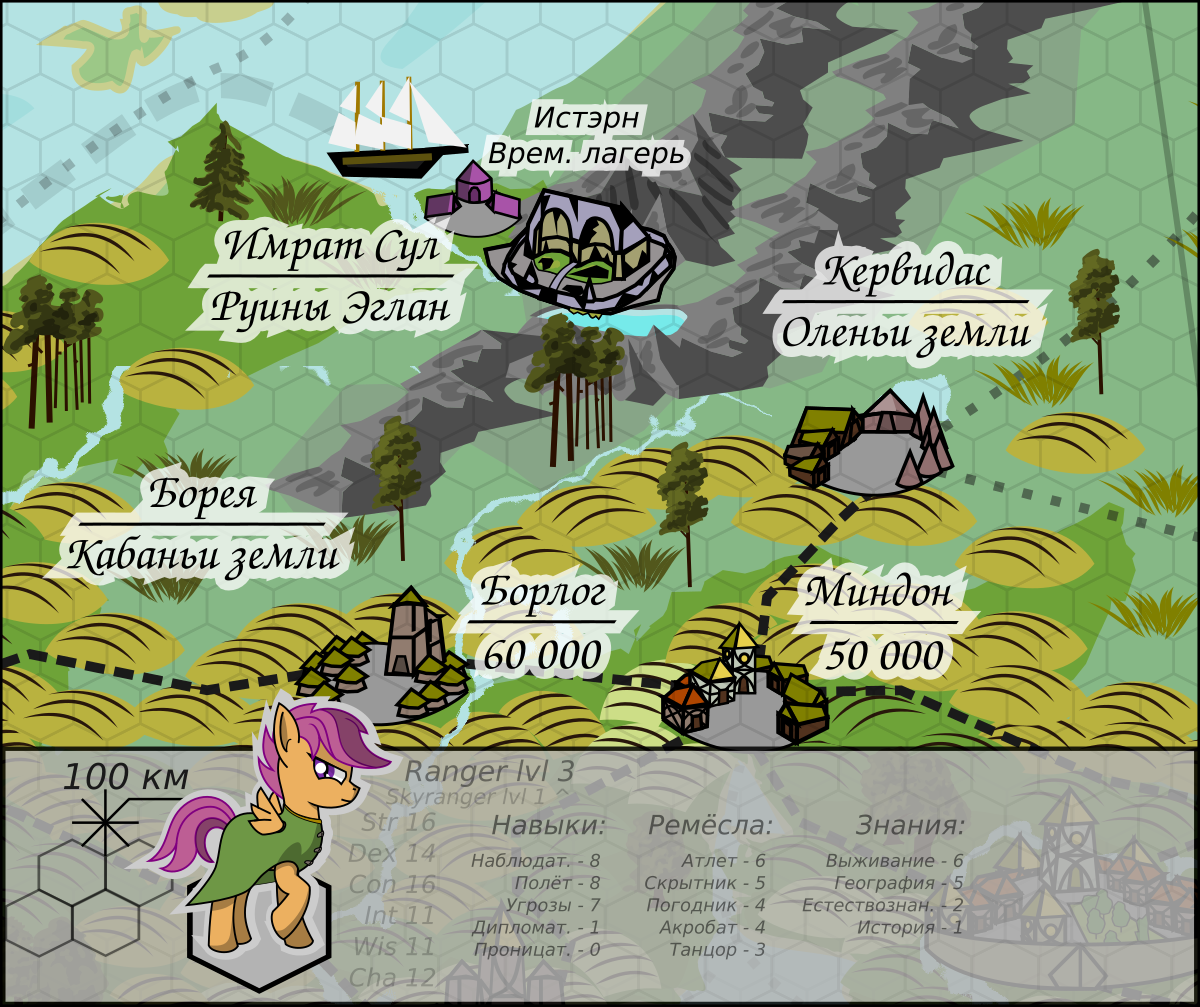 Истэрн
Врем. лагерь
Имрат Сул
Руины Эглан
Кервидас
Оленьи земли
Борея
Кабаньи земли
Борлог
60 000
Миндон
50 000
100 км
Ranger lvl 3
Skyranger lvl 1 ^
Str 16
Dex 14
Con 16
Int 11
Wis 11
Cha 12
Навыки:
Наблюдат. - 8
Полёт - 8
Угрозы - 7
Дипломат. - 1
Проницат. - 0
Ремёсла:
Атлет - 6
Скрытник - 5
Погодник - 4
Акробат - 4
Танцор - 3
Знания:
Выживание - 6
География - 5
Естествознан. - 2
История - 1